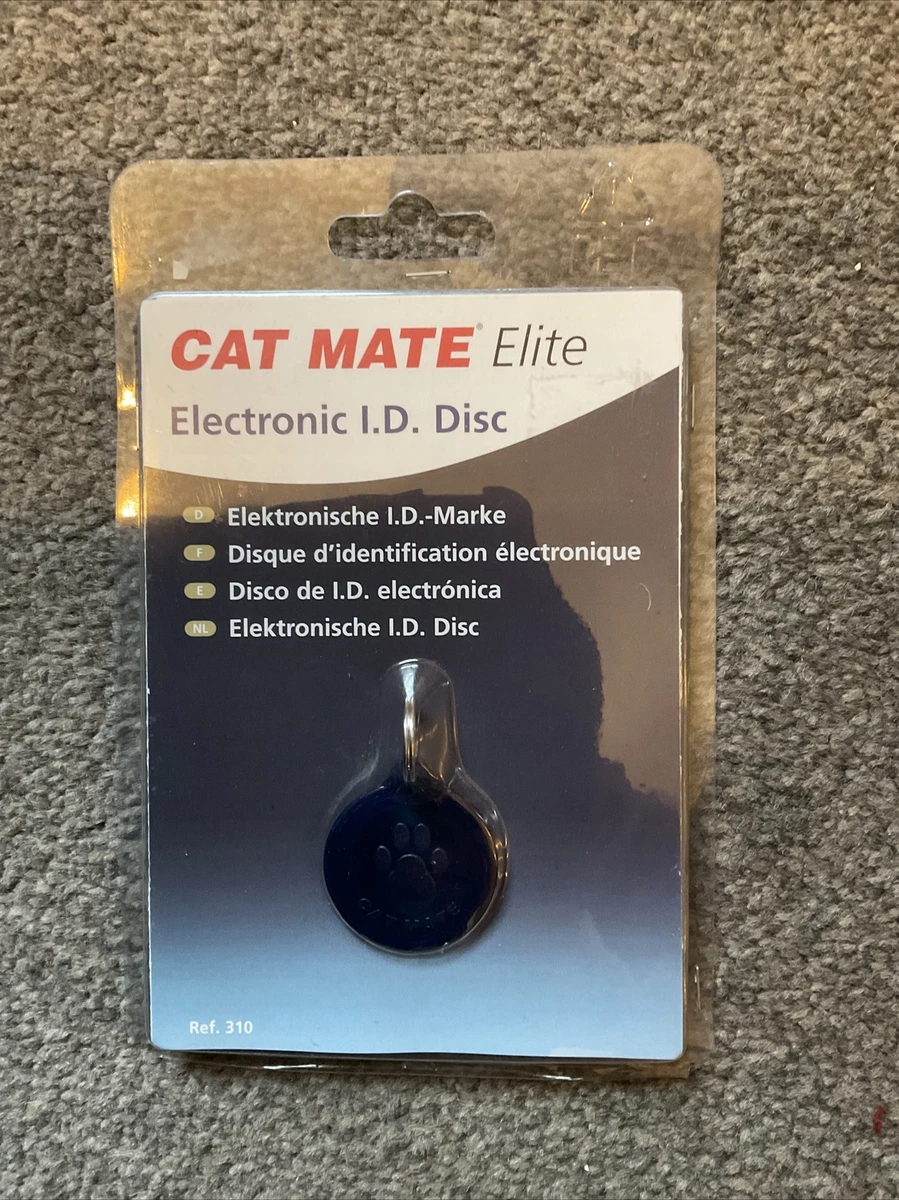 CAT MATE® Elite
Electronic I.D. Disc
D Elektronische I.D.-Marke
F Disque d'identification électronique
E Disco de I.D. electrónica
NL Elektronische I.D. Disc
CAT MATE
Ref. 310